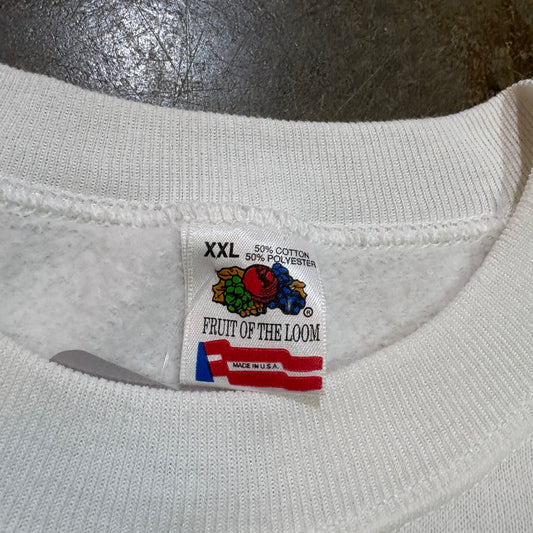 XXL 50% COTTON
50% POLYESTER
®
FRUIT OF THE LOOM
MADE IN U.S.A.